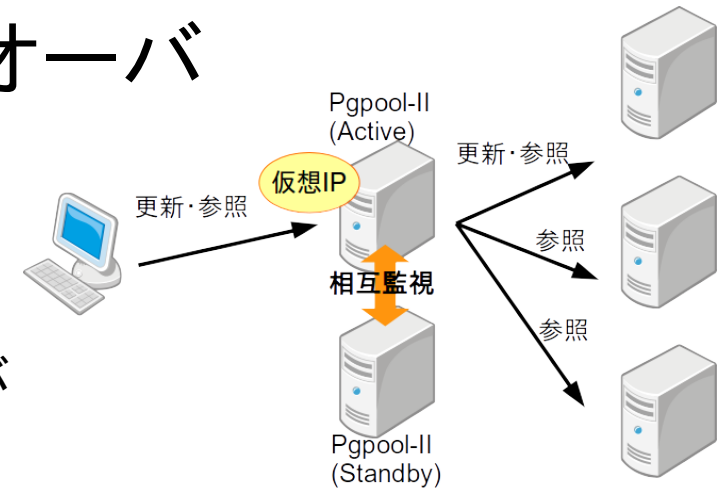 オーバ
Pgpool-II
(Active)
仮想IP
更新･参照
更新･参照
参照
相互監視
参照
バ
Pgpool-II
(Standby)